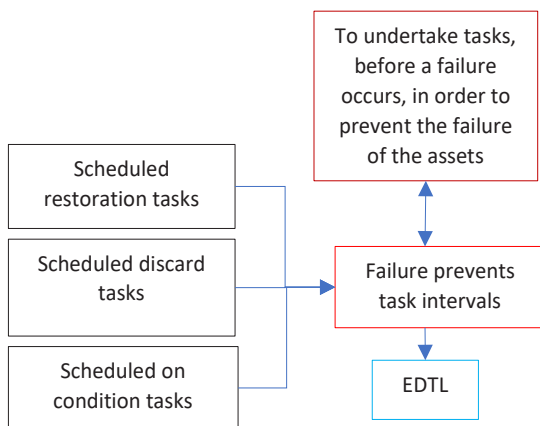 To undertake tasks,
before a failure
occurs, in order to
prevent the failure
of the assets
Scheduled
restoration tasks
Scheduled discard
tasks
Scheduled on
condition tasks
Failure prevents
task intervals
EDTL